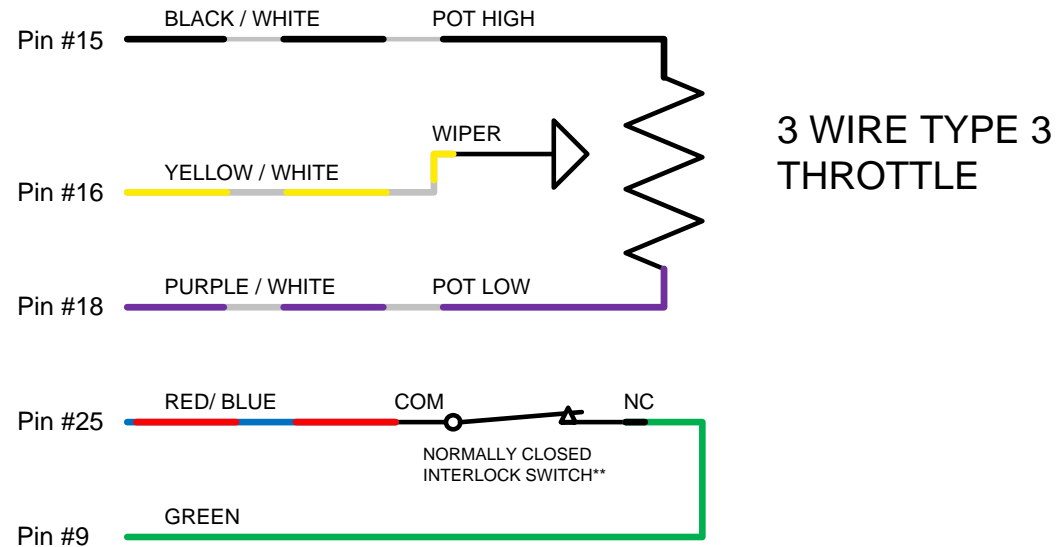 BLACK / WHITE
POT HIGH
Pin #15
3 WIRE TYPE 3
THROTTLE
WIPER
YELLOW / WHITE
Pin #16
PURPLE / WHITE
POT LOW
Pin #18
RED/ BLUE
COM
NC
Pin #25
NORMALLY CLOSED
INTERLOCK SWITCH**
GREEN
Pin #9